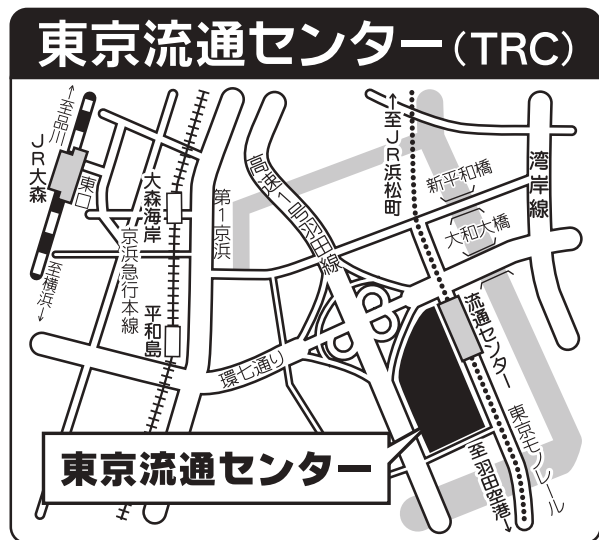 東京流通センター(TRC)
↑至品川
JR大森
東口
至横浜↓
大森海岸
京浜急行本線
平和島
第1京浜
高速1号羽田線
↑至JR浜松町
新平和橋
大和大橋
湾岸線
環七通り
流通センター
東京モノレール
至羽田空港↓
東京流通センター